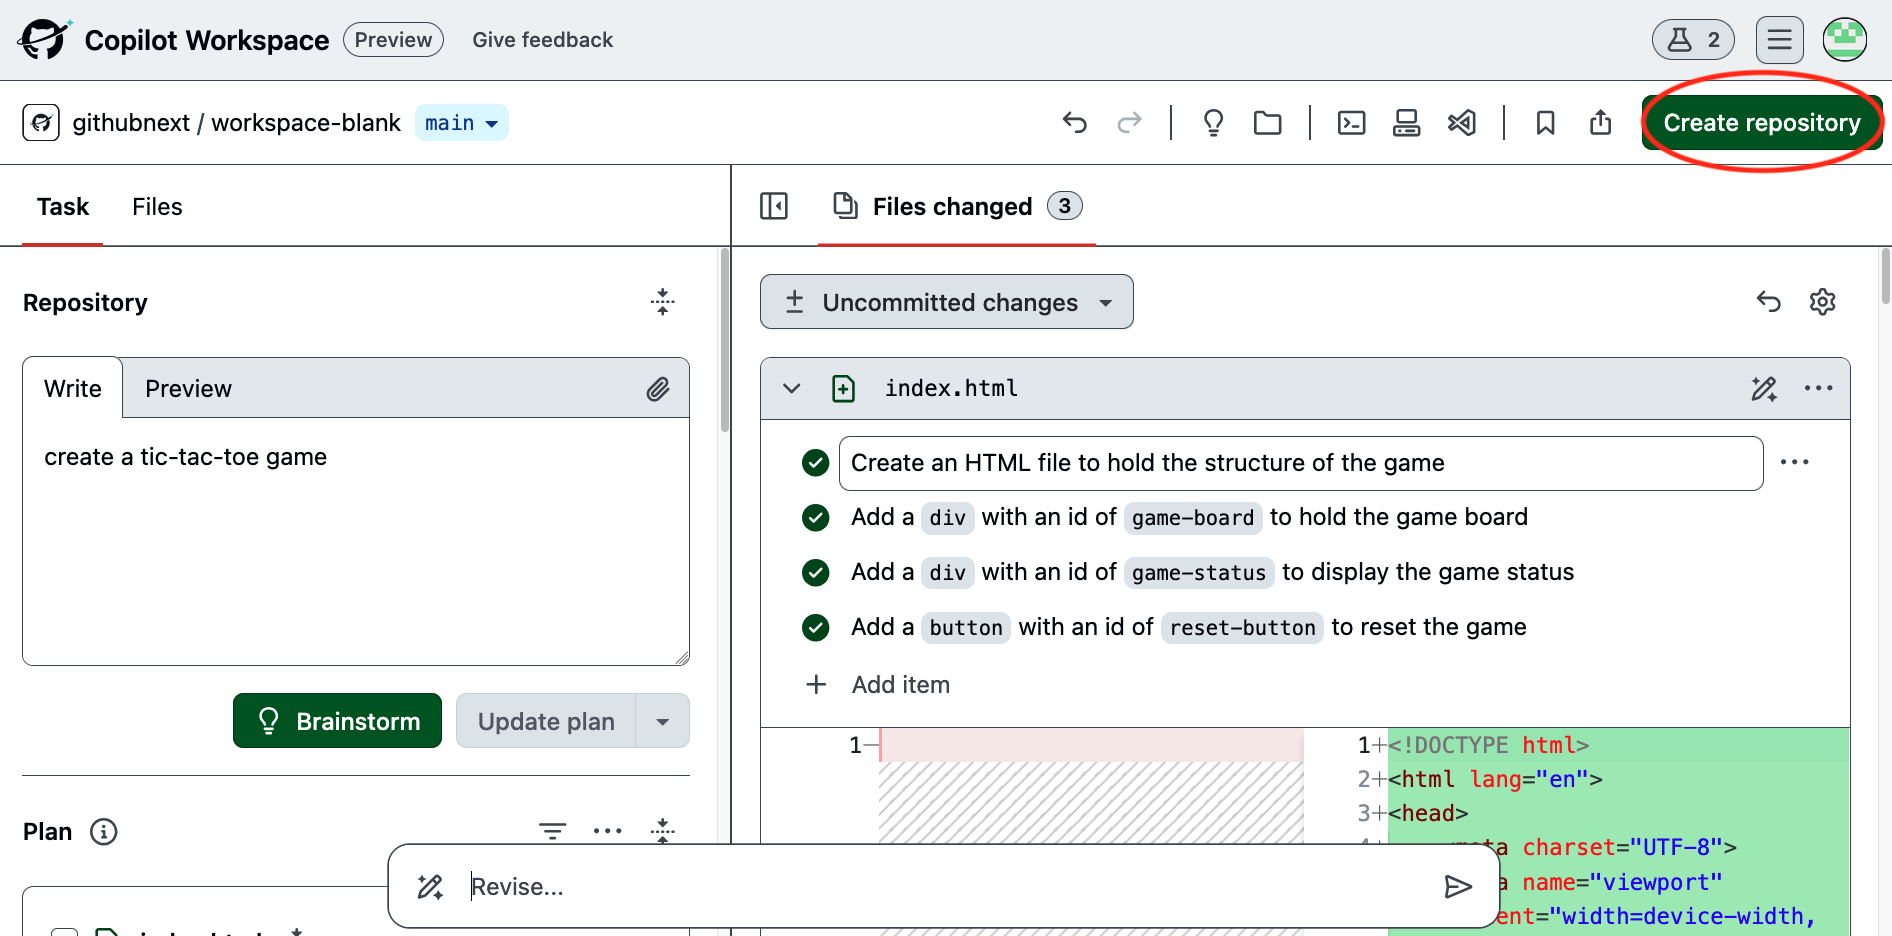 Copilot Workspace Preview Give feedback 2
githubnext / workspace-blank main Create repository
Task Files
Files changed 3
Repository
Write Preview
create a tic-tac-toe game
Brainstorm Update plan
Plan
Uncommitted changes
index.html
Create an HTML file to hold the structure of the game
Add a div with an id of game-board to hold the game board
Add a div with an id of game-status to display the game status
Add a button with an id of reset-button to reset the game
Add item
1 1 <!DOCTYPE html>
2 <html lang="en">
3 <head>
charset="UTF-8">
name="viewport"
"width=device-width,
Revise...